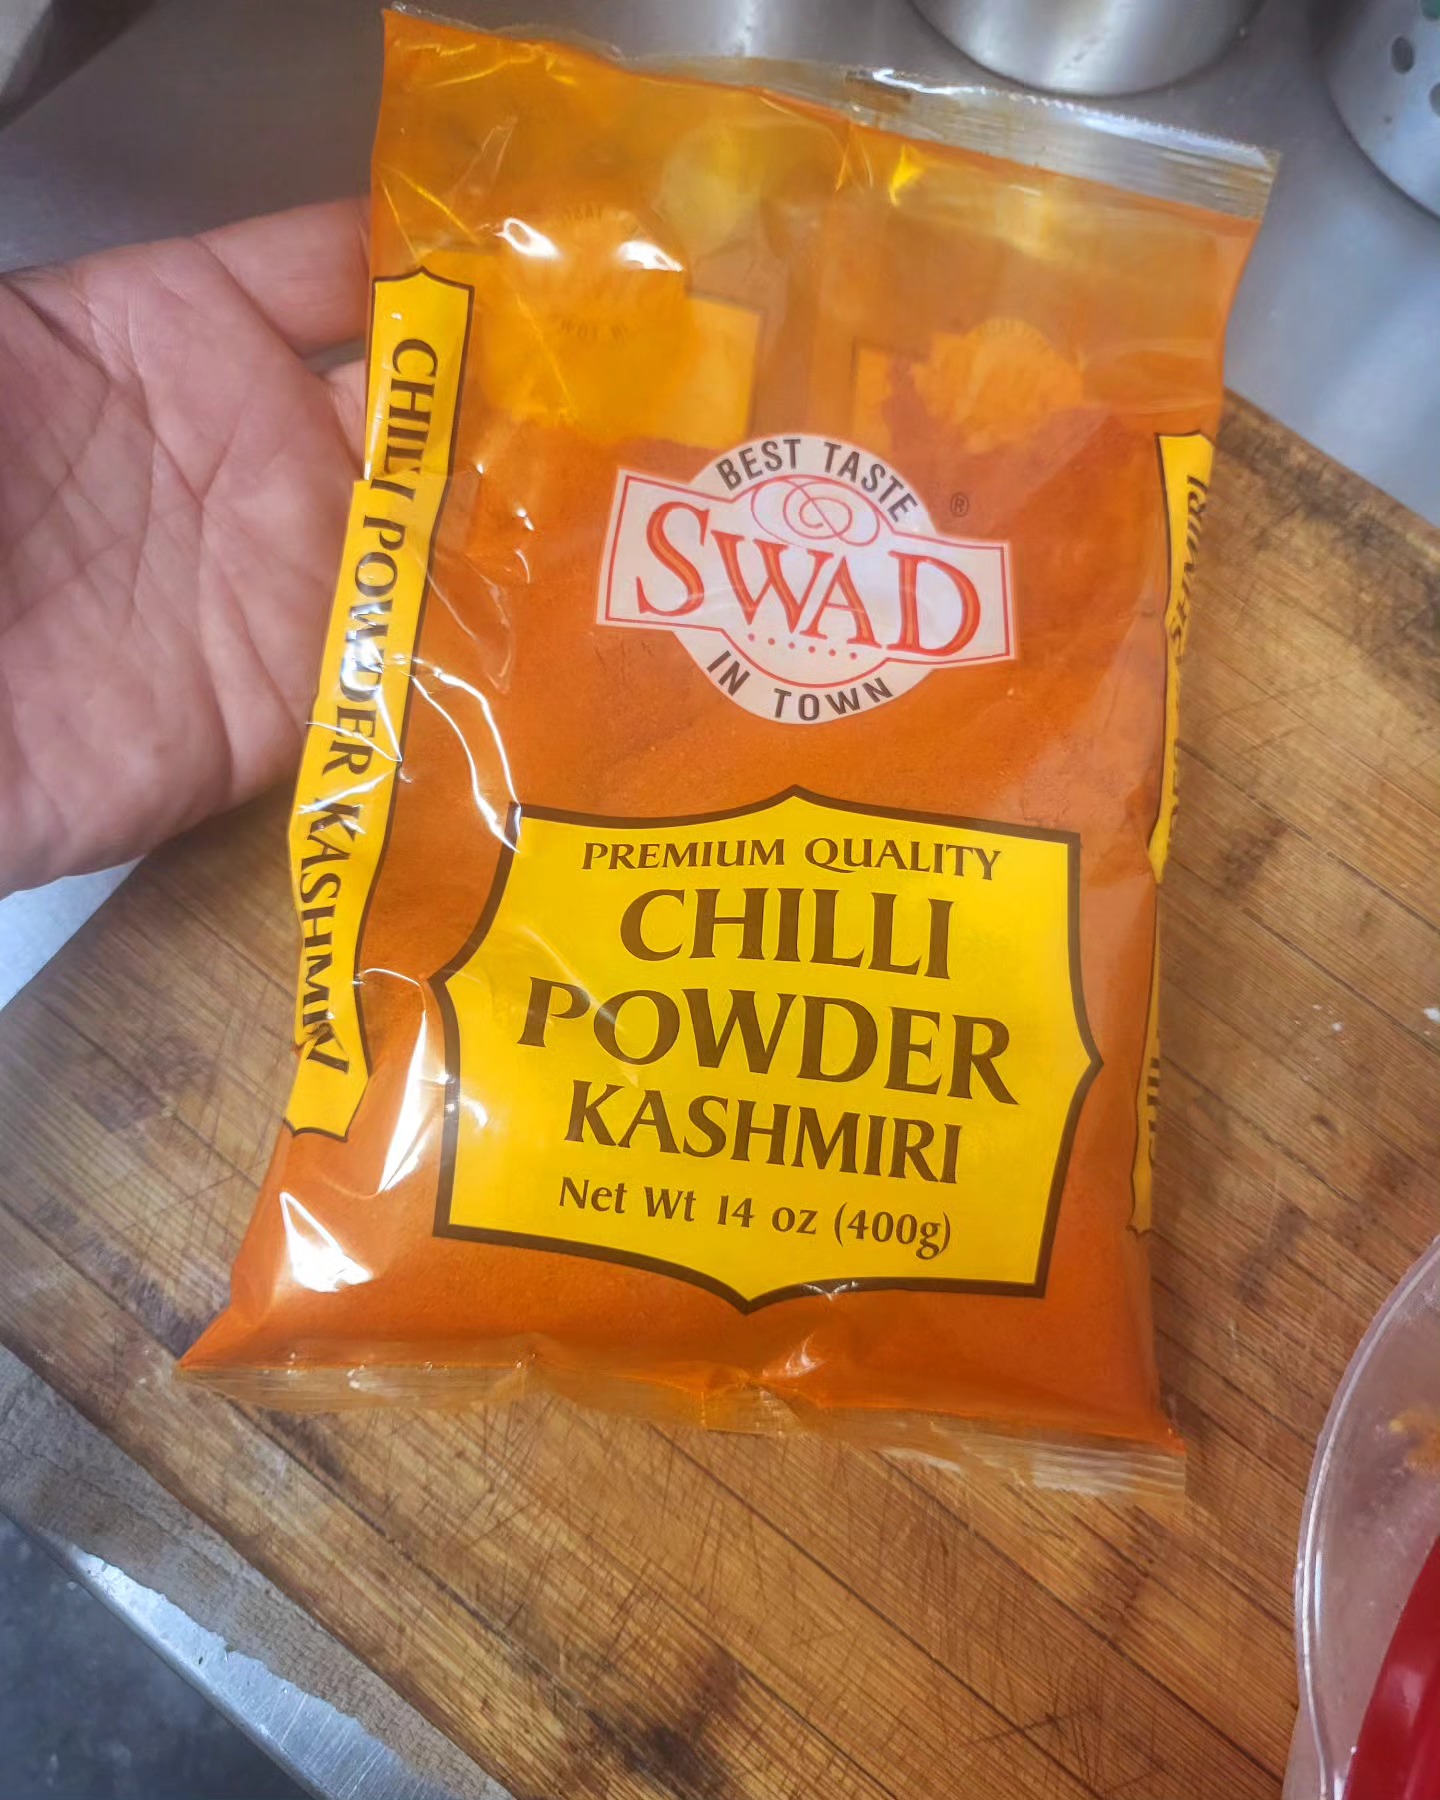 BEST TASTE
SWAD
®
IN TOWN
PREMIUM QUALITY
CHILLI
POWDER
KASHMIRI
Net Wt 14 oz (400g)
CHILLI POWDER KASHMIRI